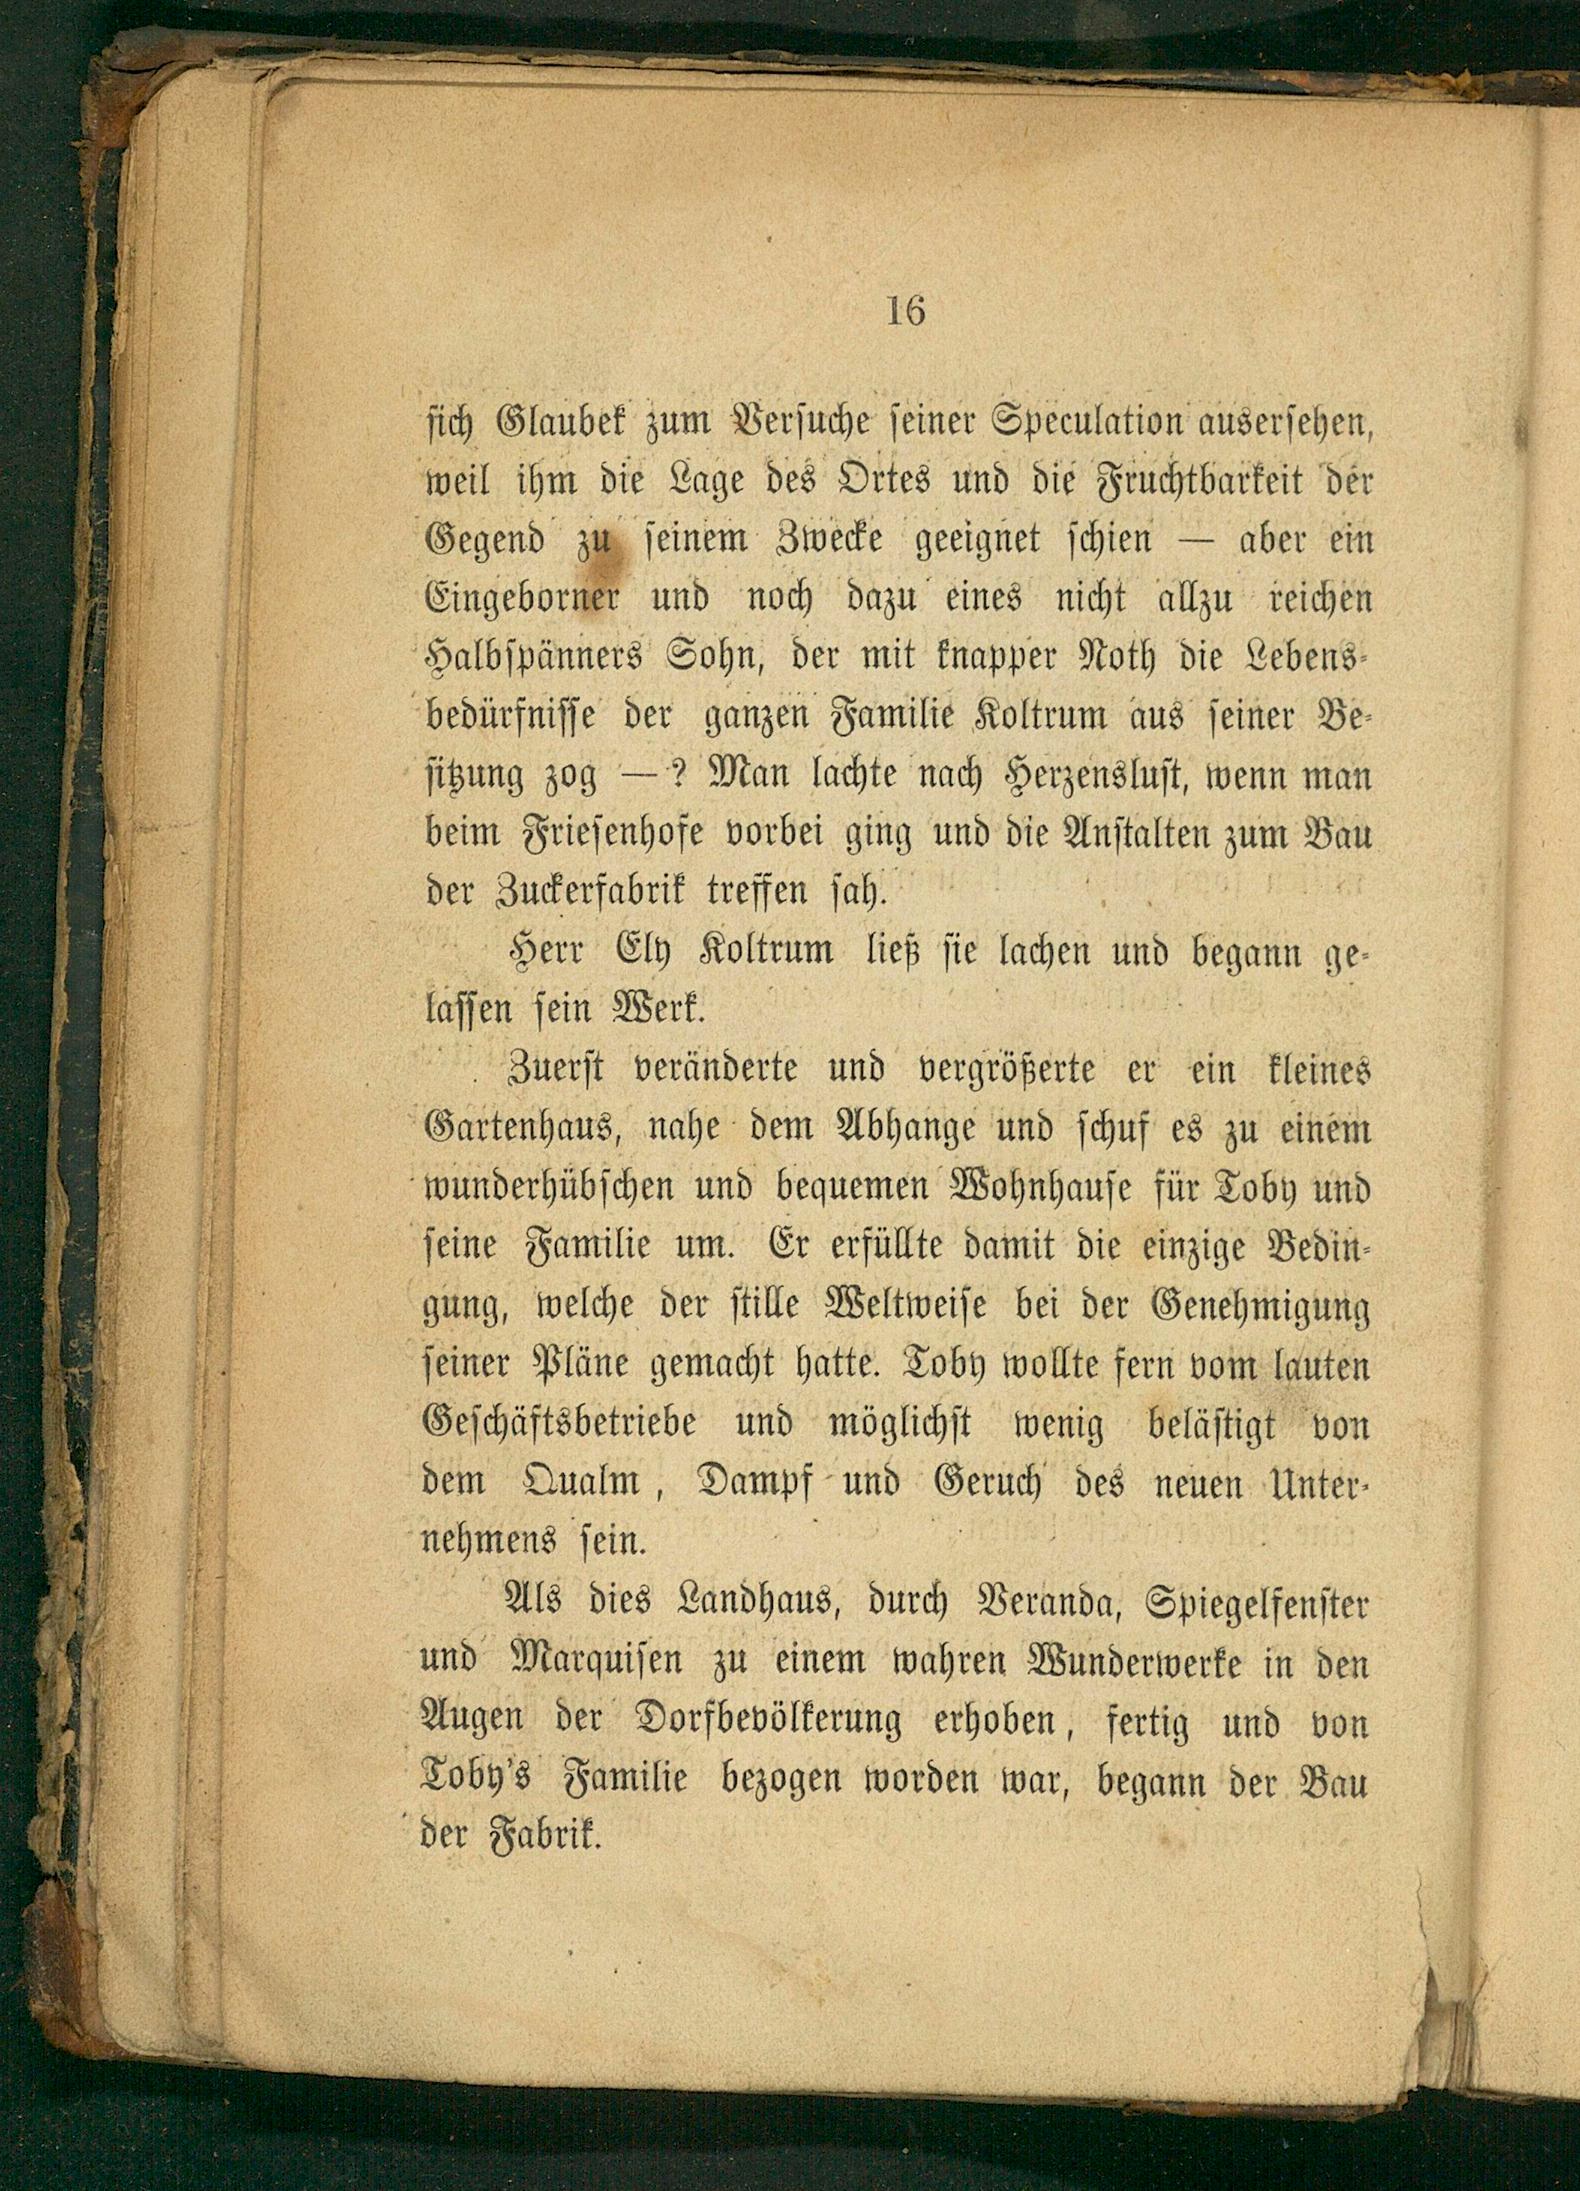 16
sich Glaubek zum Versuche seiner Speculation ausersehen,
weil ihm die Lage des Ortes und die Fruchtbarkeit der
Gegend zu seinem Zwecke geeignet schien — aber ein
Eingeborner und noch dazu eines nicht allzu reichen
Halbspänners Sohn, der mit knapper Noth die Lebens-
bedürfnisse der ganzen Familie Koltrum aus seiner Be-
sitzung zog —? Man lachte nach Herzenslust, wenn man
beim Friesenhofe vorbei ging und die Anstalten zum Bau
der Zuckerfabrik treffen sah.
Herr Ely Koltrum ließ sie lachen und begann ge-
lassen sein Werk.
Zuerst veränderte und vergrößerte er ein kleines
Gartenhaus, nahe dem Abhange und schuf es zu einem
wunderhübschen und bequemen Wohnhause für Toby und
seine Familie um. Er erfüllte damit die einzige Bedin-
gung, welche der stille Weltweise bei der Genehmigung
seiner Pläne gemacht hatte. Toby wollte fern vom lauten
Geschäftsbetriebe und möglichst wenig belästigt von
dem Qualm, Dampf und Geruch des neuen Unter-
nehmens sein.
Als dies Landhaus, durch Veranda, Spiegelfenster
und Marquisen zu einem wahren Wunderwerke in den
Augen der Dorfbevölkerung erhoben, fertig und von
Toby's Familie bezogen worden war, begann der Bau
der Fabrik.